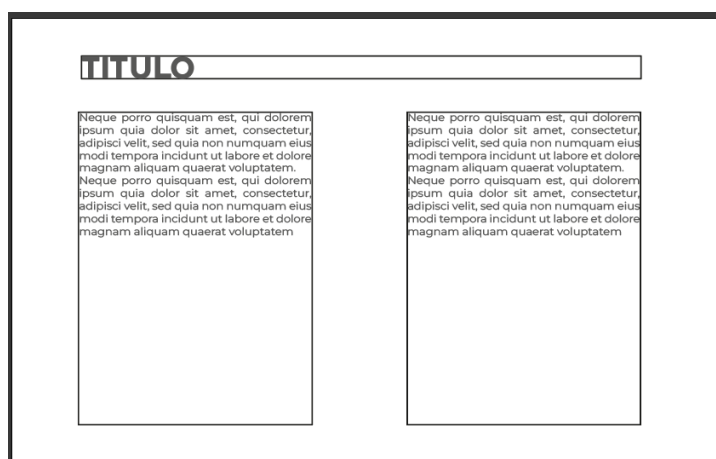 TITULO
Neque porro quisquam est, qui dolorem
ipsum quia dolor sit amet, consectetur,
adipisci velit, sed quia non numquam eius
modi tempora incidunt ut labore et dolore
magnam aliquam quaerat voluptatem.
Neque porro quisquam est, qui dolorem
ipsum quia dolor sit amet, consectetur,
adipisci velit, sed quia non numquam eius
modi tempora incidunt ut labore et dolore
magnam aliquam quaerat voluptatem
Neque porro quisquam est, qui dolorem
ipsum quia dolor sit amet, consectetur,
adipisci velit, sed quia non numquam eius
modi tempora incidunt ut labore et dolore
magnam aliquam quaerat voluptatem.
Neque porro quisquam est, qui dolorem
ipsum quia dolor sit amet, consectetur,
adipisci velit, sed quia non numquam eius
modi tempora incidunt ut labore et dolore
magnam aliquam quaerat voluptatem